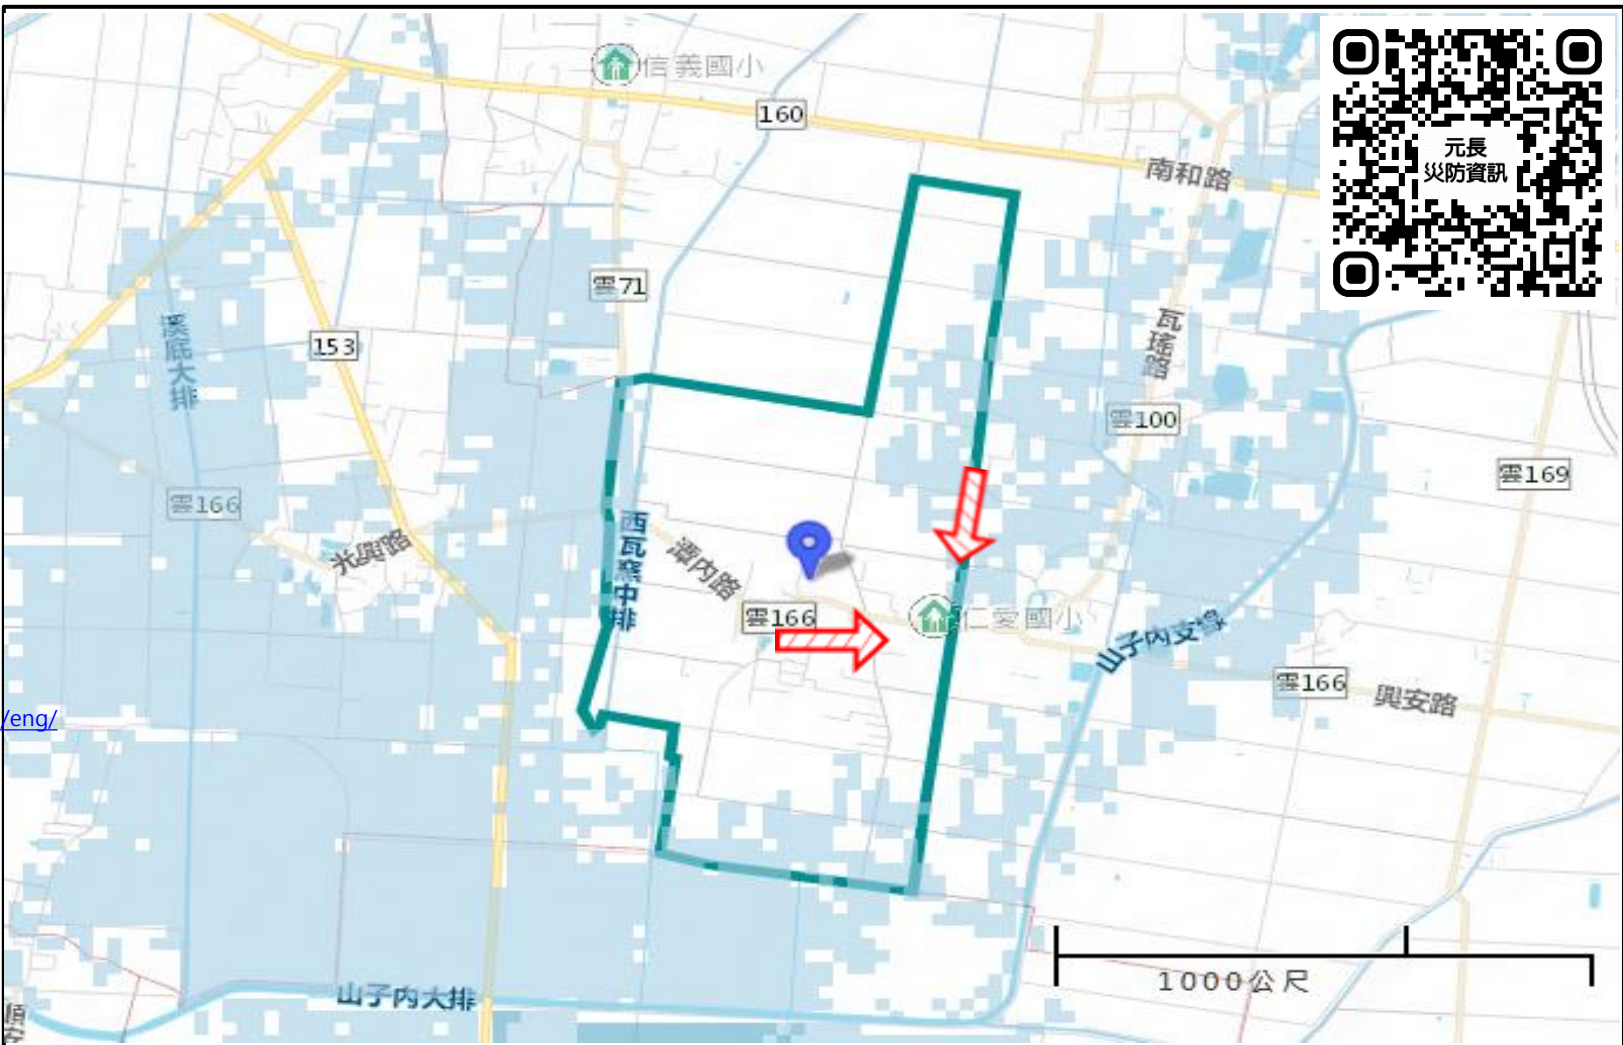 信義國小
160
元長
災防資訊
南和路
雲71
瓦瑤路
溪底大排
153
雲100
雲169
雲166
光興路
西瓦窯中排
潭內路
雲166
仁愛國小
山子內支線
雲166
興安路
/eng/
1000公尺
山子內大排